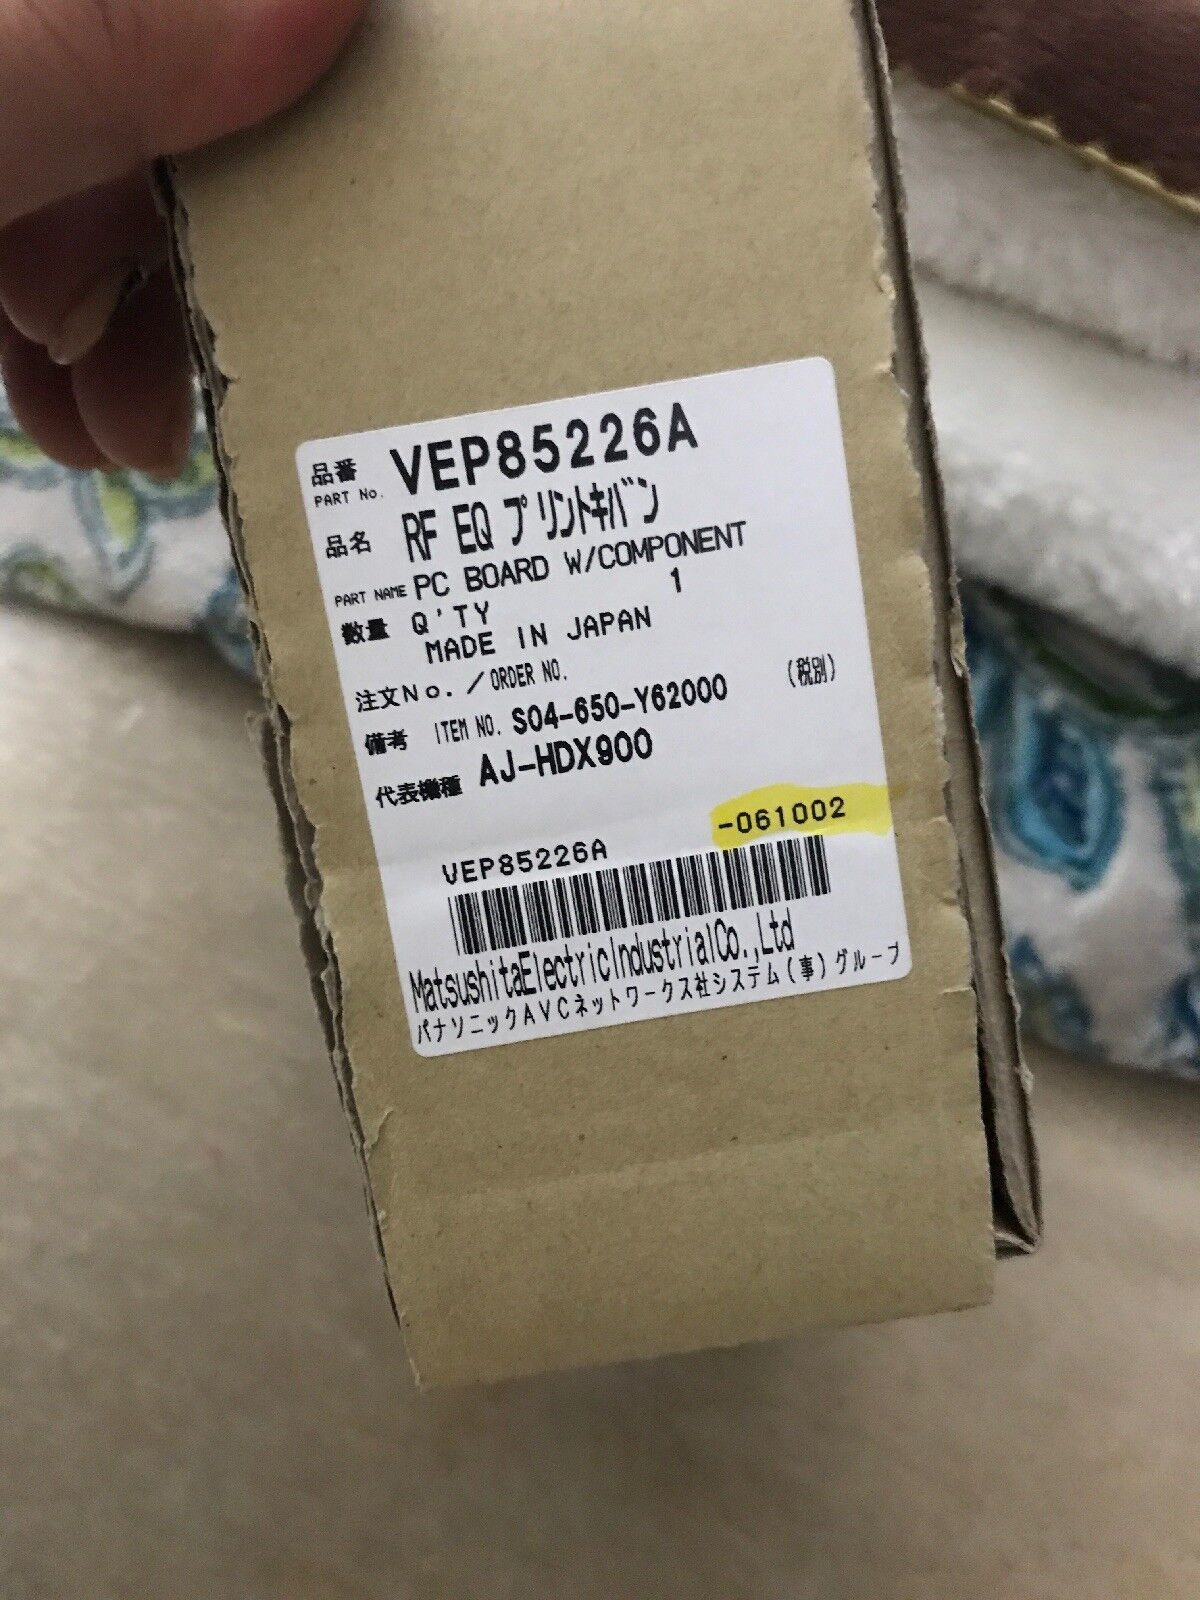 品番 VEP85226A
PART No.
品名 RF EQ プリントキバン
PART NAME PC BOARD W/COMPONENT
数量 Q'TY 1
MADE IN JAPAN
注文No./ORDER NO.
備考 ITEM NO. S04-650-Y62000 (税別)
代表機種 AJ-HDX900
-061002
VEP85226A
MatsushitaElectricIndustrialCo.,Ltd
パナソニックAVCネットワークス社システム(事)グループ